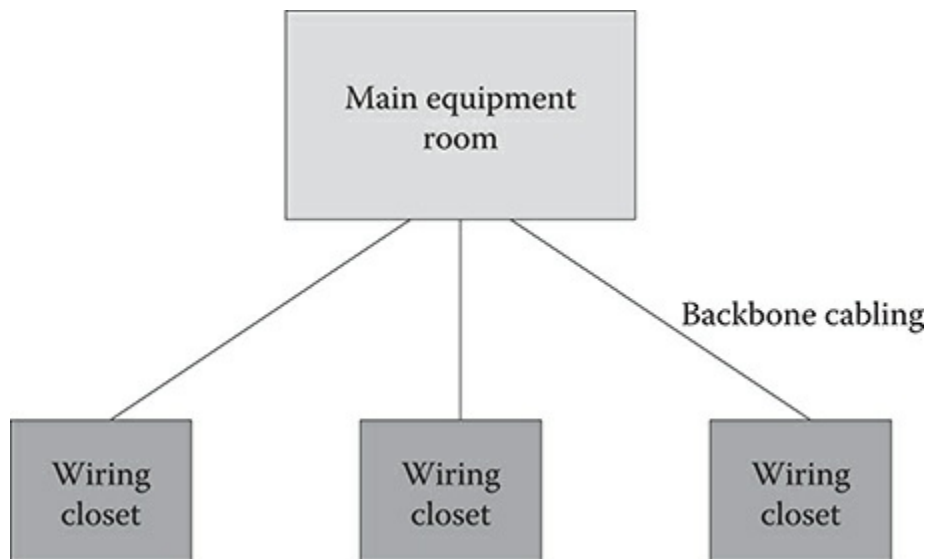 Main equipment
room
Backbone cabling
Wiring
closet
Wiring
closet
Wiring
closet